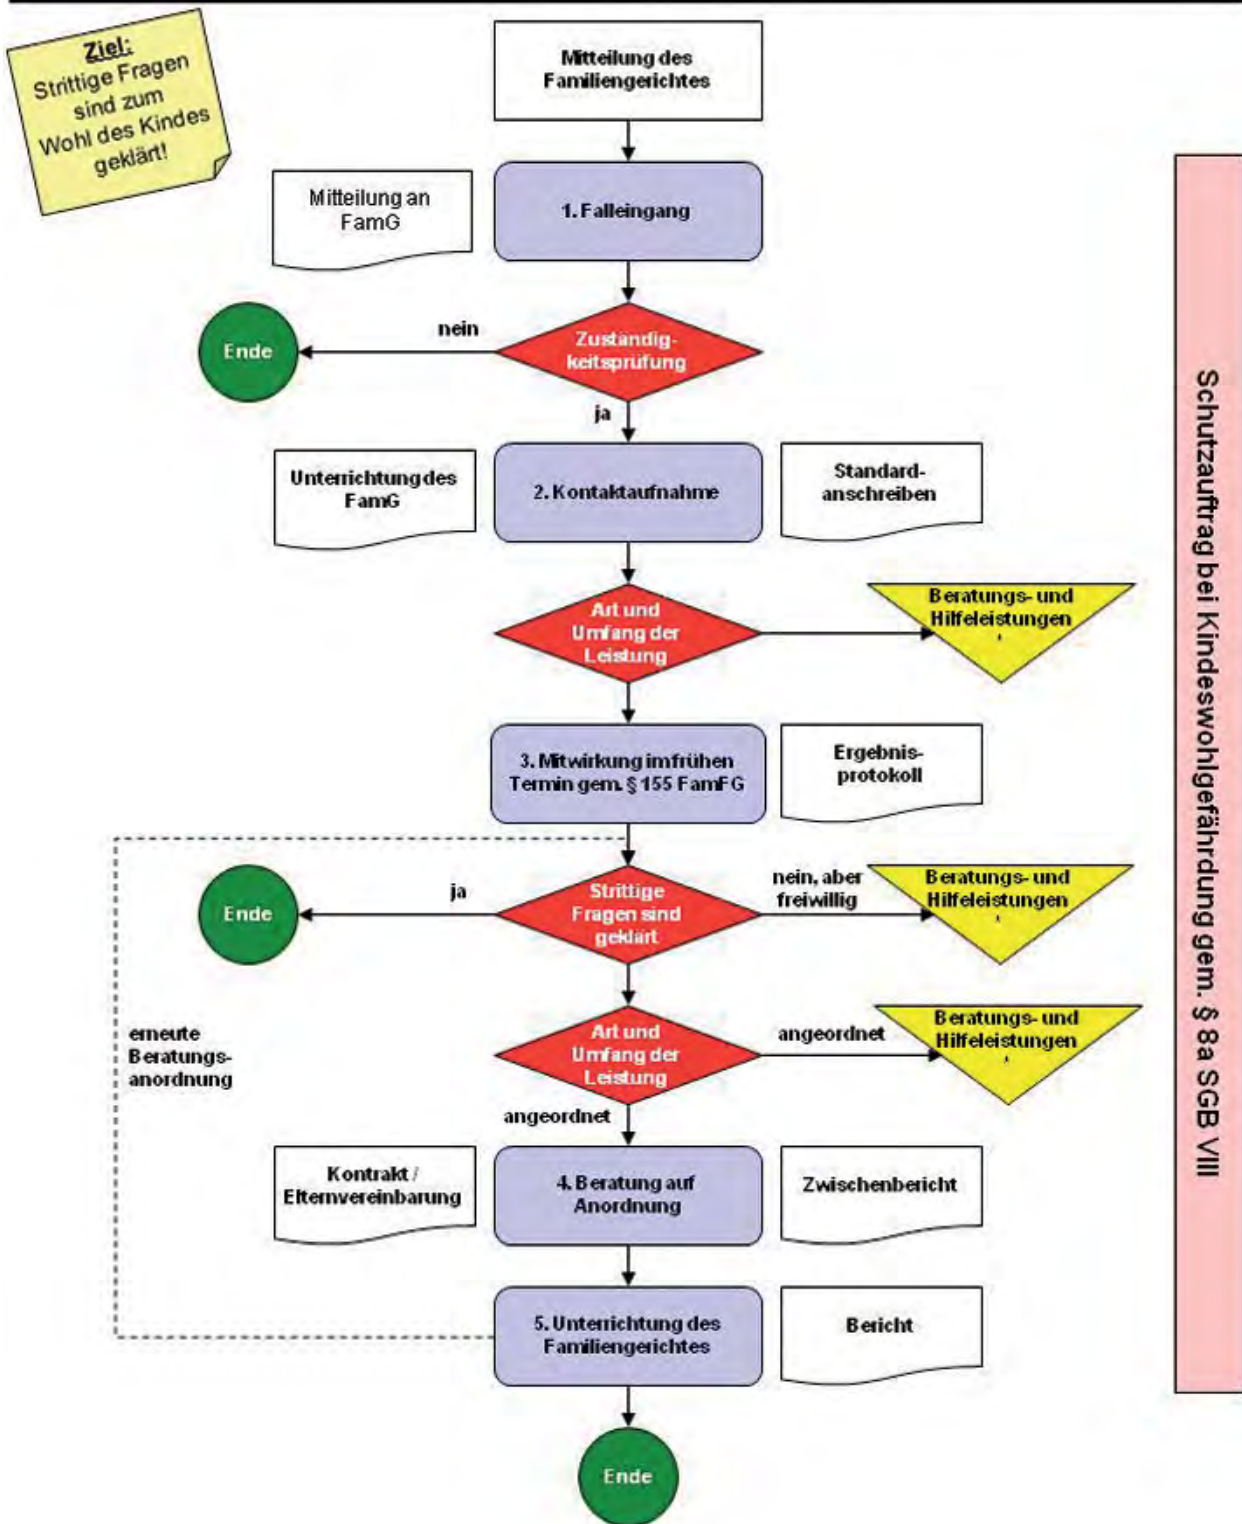 Ziel:
Strittige Fragen
sind zum
Wohl des Kindes
geklärt!
Mitteilung des
Familiengerichtes
Mitteilung an
FamG
1. Falleingang
nein
Zuständig-
keitsprüfung
Ende
ja
Unterrichtung des
FamG
2. Kontaktaufnahme
Standard-
anschreiben
Art und
Umfang der
Leistung
Beratungs- und
Hilfeleistungen
3. Mitwirkung im frühen
Termin gem. § 155 FamFG
Ergebnis-
protokoll
Ende
ja
Strittige
Fragen sind
geklärt
nein, aber
freiwillig
Beratungs- und
Hilfeleistungen
erneute
Beratungs-
anordnung
Art und
Umfang der
Leistung
angeordnet
Beratungs- und
Hilfeleistungen
angeordnet
Kontrakt /
Elternvereinbarung
4. Beratung auf
Anordnung
Zwischenbericht
5. Unterrichtung des
Familiengerichtes
Bericht
Ende
Schutzauftrag bei Kindeswohlgefährdung gem. § 8a SGB VIII